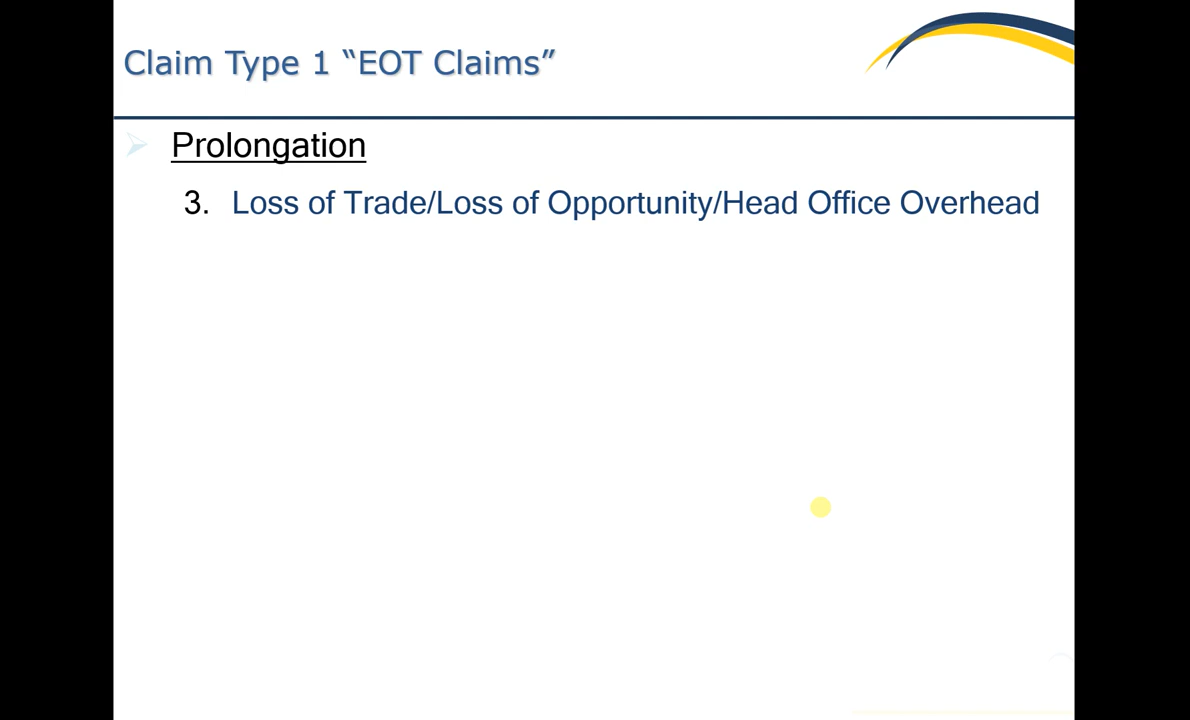 Claim Type 1 “EOT Claims”
Prolongation
3. Loss of Trade/Loss of Opportunity/Head Office Overhead